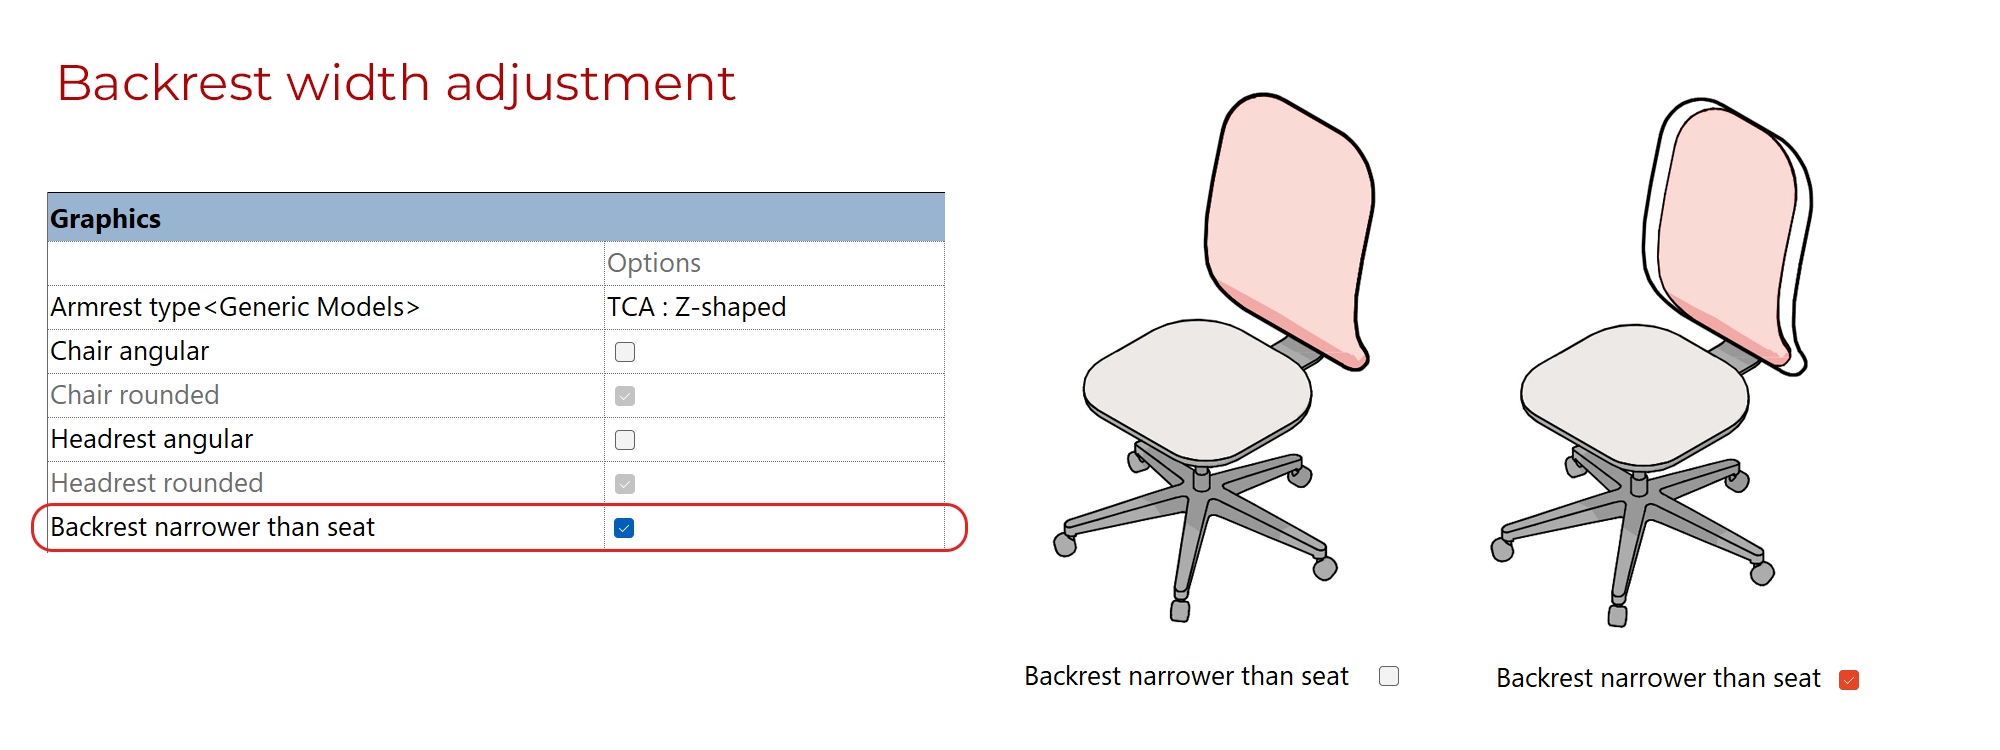 Backrest width adjustment
Graphics
Options
Armrest type<Generic Models> TCA : Z-shaped
Chair angular
Chair rounded
Headrest angular
Headrest rounded
Backrest narrower than seat
Backrest narrower than seat
Backrest narrower than seat